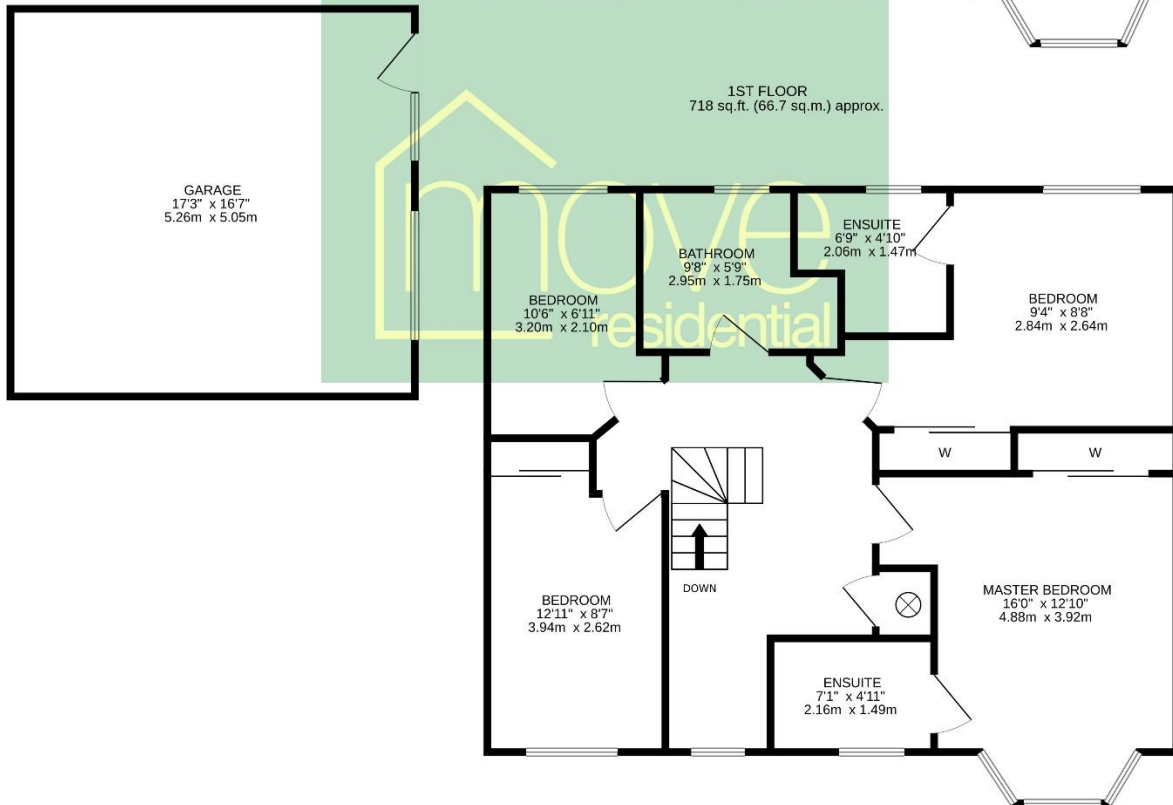 1ST FLOOR
718 sq.ft. (66.7 sq.m.) approx.
GARAGE
17'3" x 16'7"
5.26m x 5.05m
move
residential
BEDROOM
10'6" x 6'11"
3.20m x 2.10m
BATHROOM
9'8" x 5'9"
2.95m x 1.75m
ENSUITE
6'9" x 4'10"
2.06m x 1.47m
BEDROOM
9'4" x 8'8"
2.84m x 2.64m
W
W
BEDROOM
12'11" x 8'7"
3.94m x 2.62m
DOWN
MASTER BEDROOM
16'0" x 12'10"
4.88m x 3.92m
ENSUITE
7'1" x 4'11"
2.16m x 1.49m